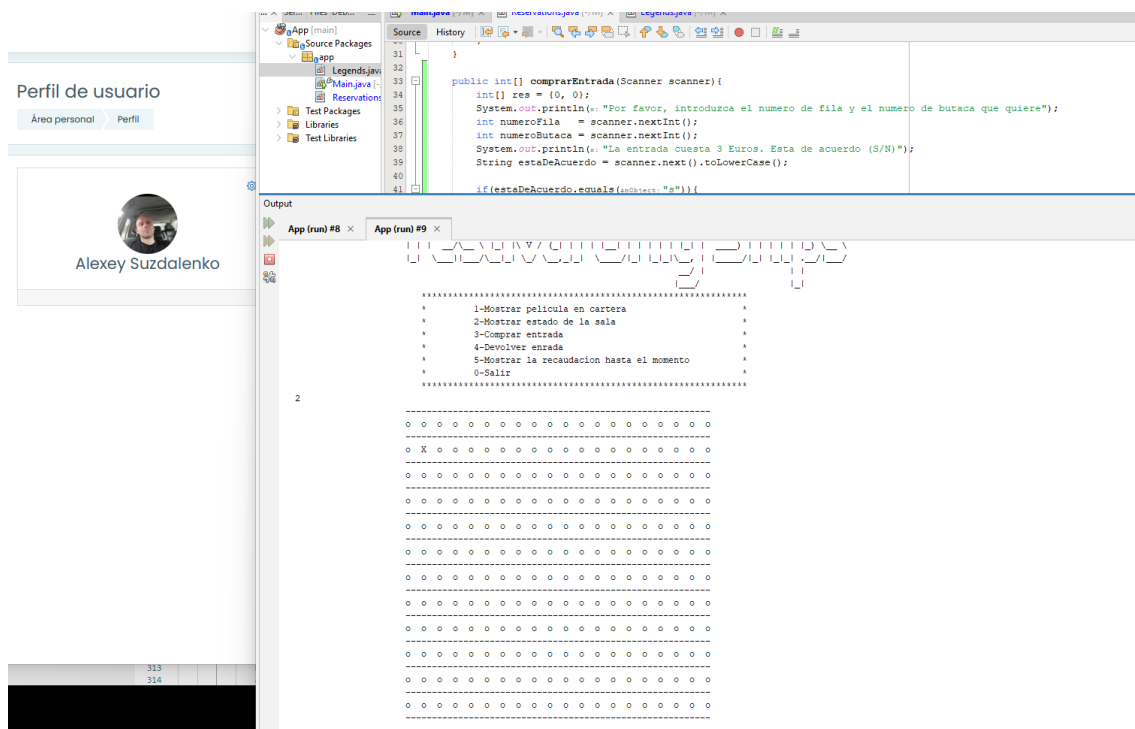 Perfil de usuario
Área personal
Perfil
Alexey Suzdalenko
313
314
App [main]
Source Packages
app
Legends.java
Main.java
Reservations
Test Packages
Libraries
Test Libraries
Main.java
Reservations.java
Legends.java
Source History
31 }
32
33 public int[] comprarEntrada(Scanner scanner){
34 int[] res = {0, 0};
35 System.out.println(x: "Por favor, introduzca el numero de fila y el numero de butaca que quiere");
36 int numeroFila = scanner.nextInt();
37 int numeroButaca = scanner.nextInt();
38 System.out.println(x: "La entrada cuesta 3 Euros. Esta de acuerdo (S/N)");
39 String estaDeAcuerdo = scanner.next().toLowerCase();
40
41 if(estaDeAcuerdo.equals(anObject: "s")){
Output
App (run) #8 × App (run) #9 ×
***************************************************************
* 1-Mostrar pelicula en cartera *
* 2-Mostrar estado de la sala *
* 3-Comprar entrada *
* 4-Devolver enrada *
* 5-Mostrar la recaudacion hasta el momento *
* 0-Salir *
***************************************************************
2
o o o o o o o o o o o o o o o o o o o o
o X o o o o o o o o o o o o o o o o o o
o o o o o o o o o o o o o o o o o o o o
o o o o o o o o o o o o o o o o o o o o
o o o o o o o o o o o o o o o o o o o o
o o o o o o o o o o o o o o o o o o o o
o o o o o o o o o o o o o o o o o o o o
o o o o o o o o o o o o o o o o o o o o
o o o o o o o o o o o o o o o o o o o o
o o o o o o o o o o o o o o o o o o o o
o o o o o o o o o o o o o o o o o o o o
o o o o o o o o o o o o o o o o o o o o